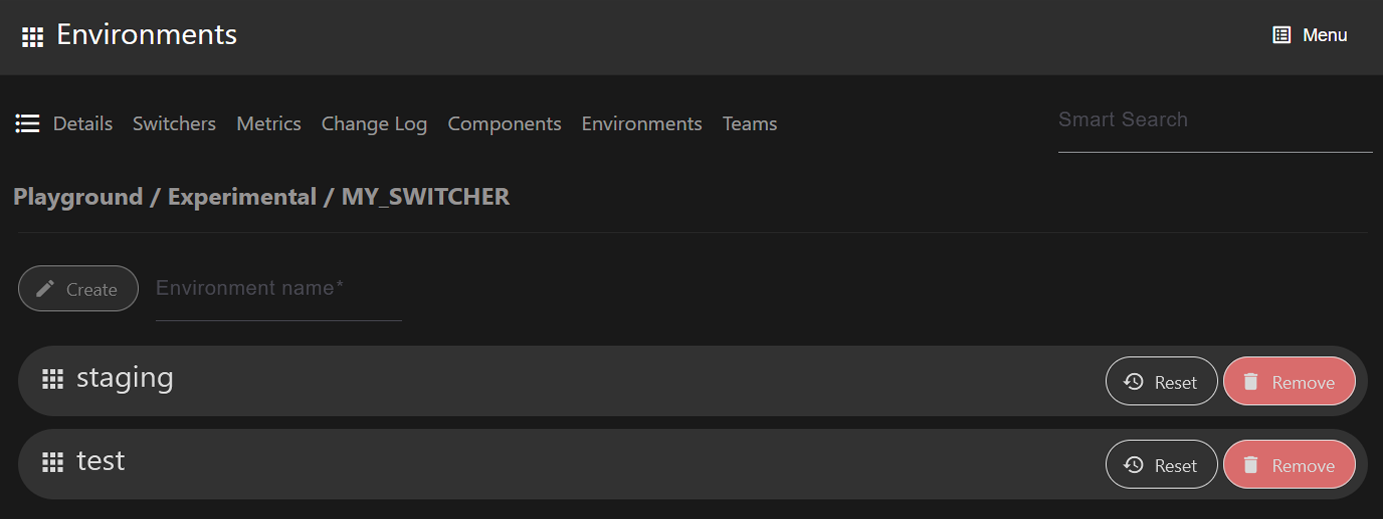 Environments
Menu
Details Switchers Metrics Change Log Components Environments Teams
Smart Search
Playground / Experimental / MY_SWITCHER
Create
Environment name*
staging
Reset Remove
test
Reset Remove